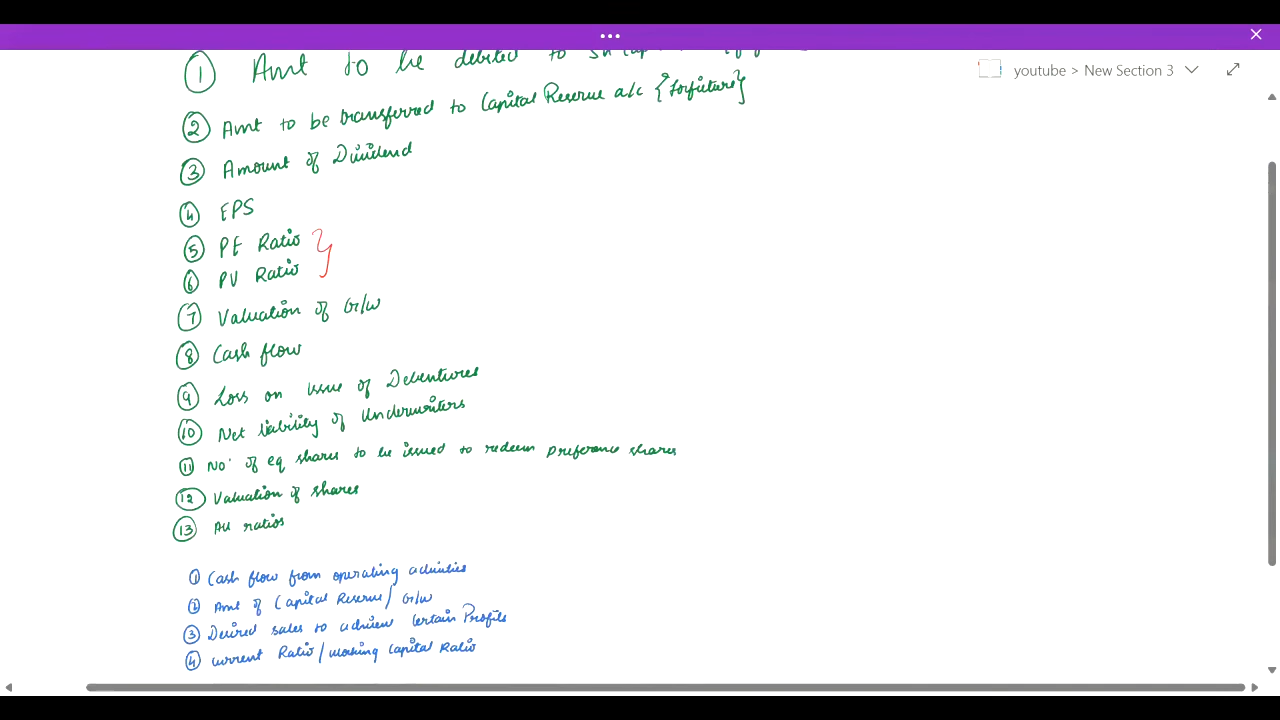 ① Amt to be debited to sh cap
youtube > New Section 3
② Amt to be transferred to Capital Reserve a/c {forfuiture}
③ Amount of Dividend
④ EPS
⑤ PE Ratio
⑥ PV Ratio
⑦ Valuation of G/w
⑧ Cash flow
⑨ Loss on issue of Debentures
⑩ Net liability of Underwriters
⑪ No' of eq shares to be issued to redeem preference shares
⑫ Valuation of shares
⑬ All ratios
① Cash flow from operating activities
② Amt of Capital Reserve/ G/w
③ Desired sales to achieve certain Profits
④ Current Ratio/working capital Ratio